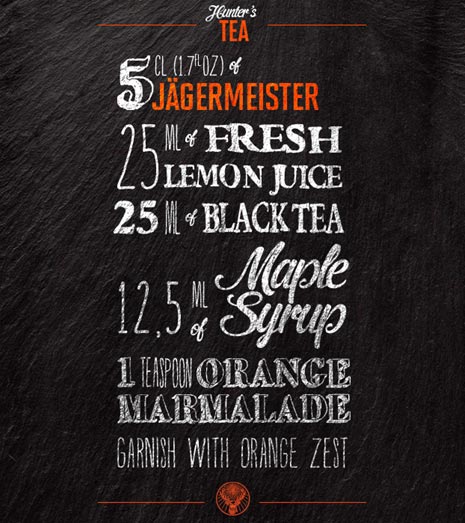 Hunter's
TEA
5 CL (1.7 FL OZ) of
JÄGERMEISTER
25 ML of FRESH
LEMON JUICE
25 ML of BLACK TEA
12,5 ML of Maple
Syrup
1 TEASPOON ORANGE
MARMALADE
GARNISH WITH ORANGE ZEST